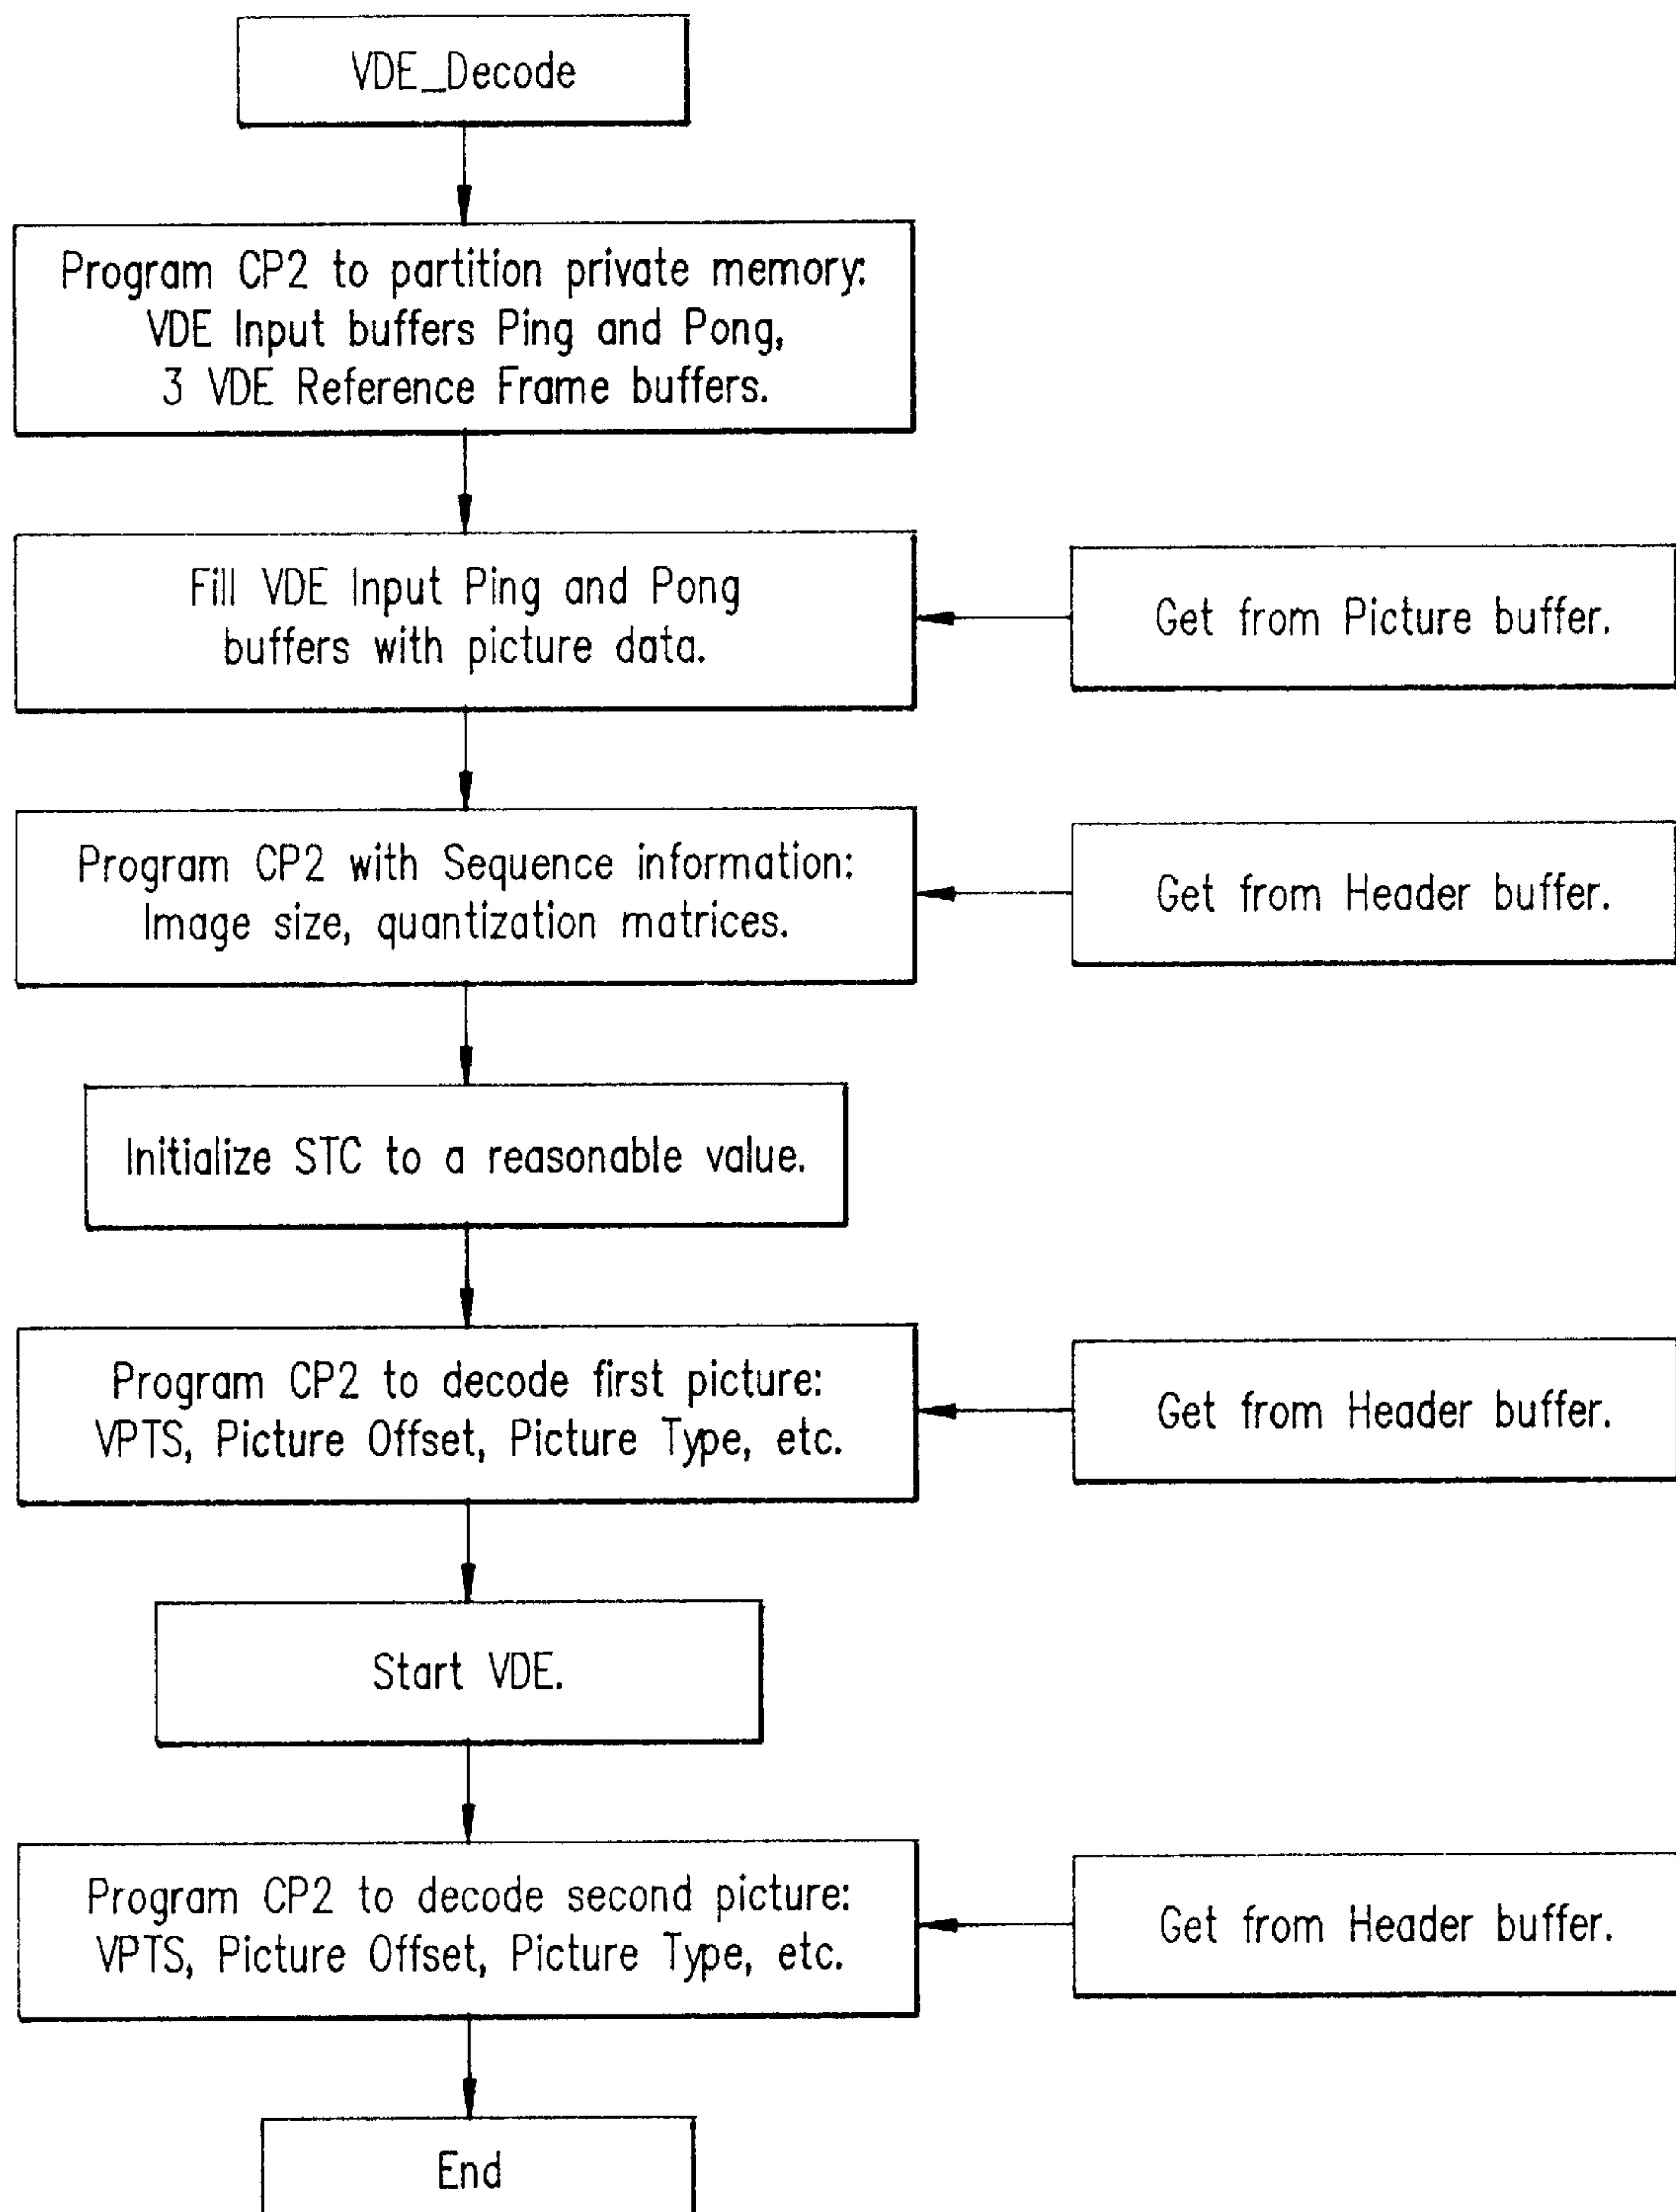 VDE_Decode
Program CP2 to partition private memory:
VDE Input buffers Ping and Pong,
3 VDE Reference Frame buffers.
Fill VDE Input Ping and Pong
buffers with picture data.
Get from Picture buffer.
Program CP2 with Sequence information:
Image size, quantization matrices.
Get from Header buffer.
Initialize STC to a reasonable value.
Program CP2 to decode first picture:
VPTS, Picture Offset, Picture Type, etc.
Get from Header buffer.
Start VDE.
Program CP2 to decode second picture:
VPTS, Picture Offset, Picture Type, etc.
Get from Header buffer.
End